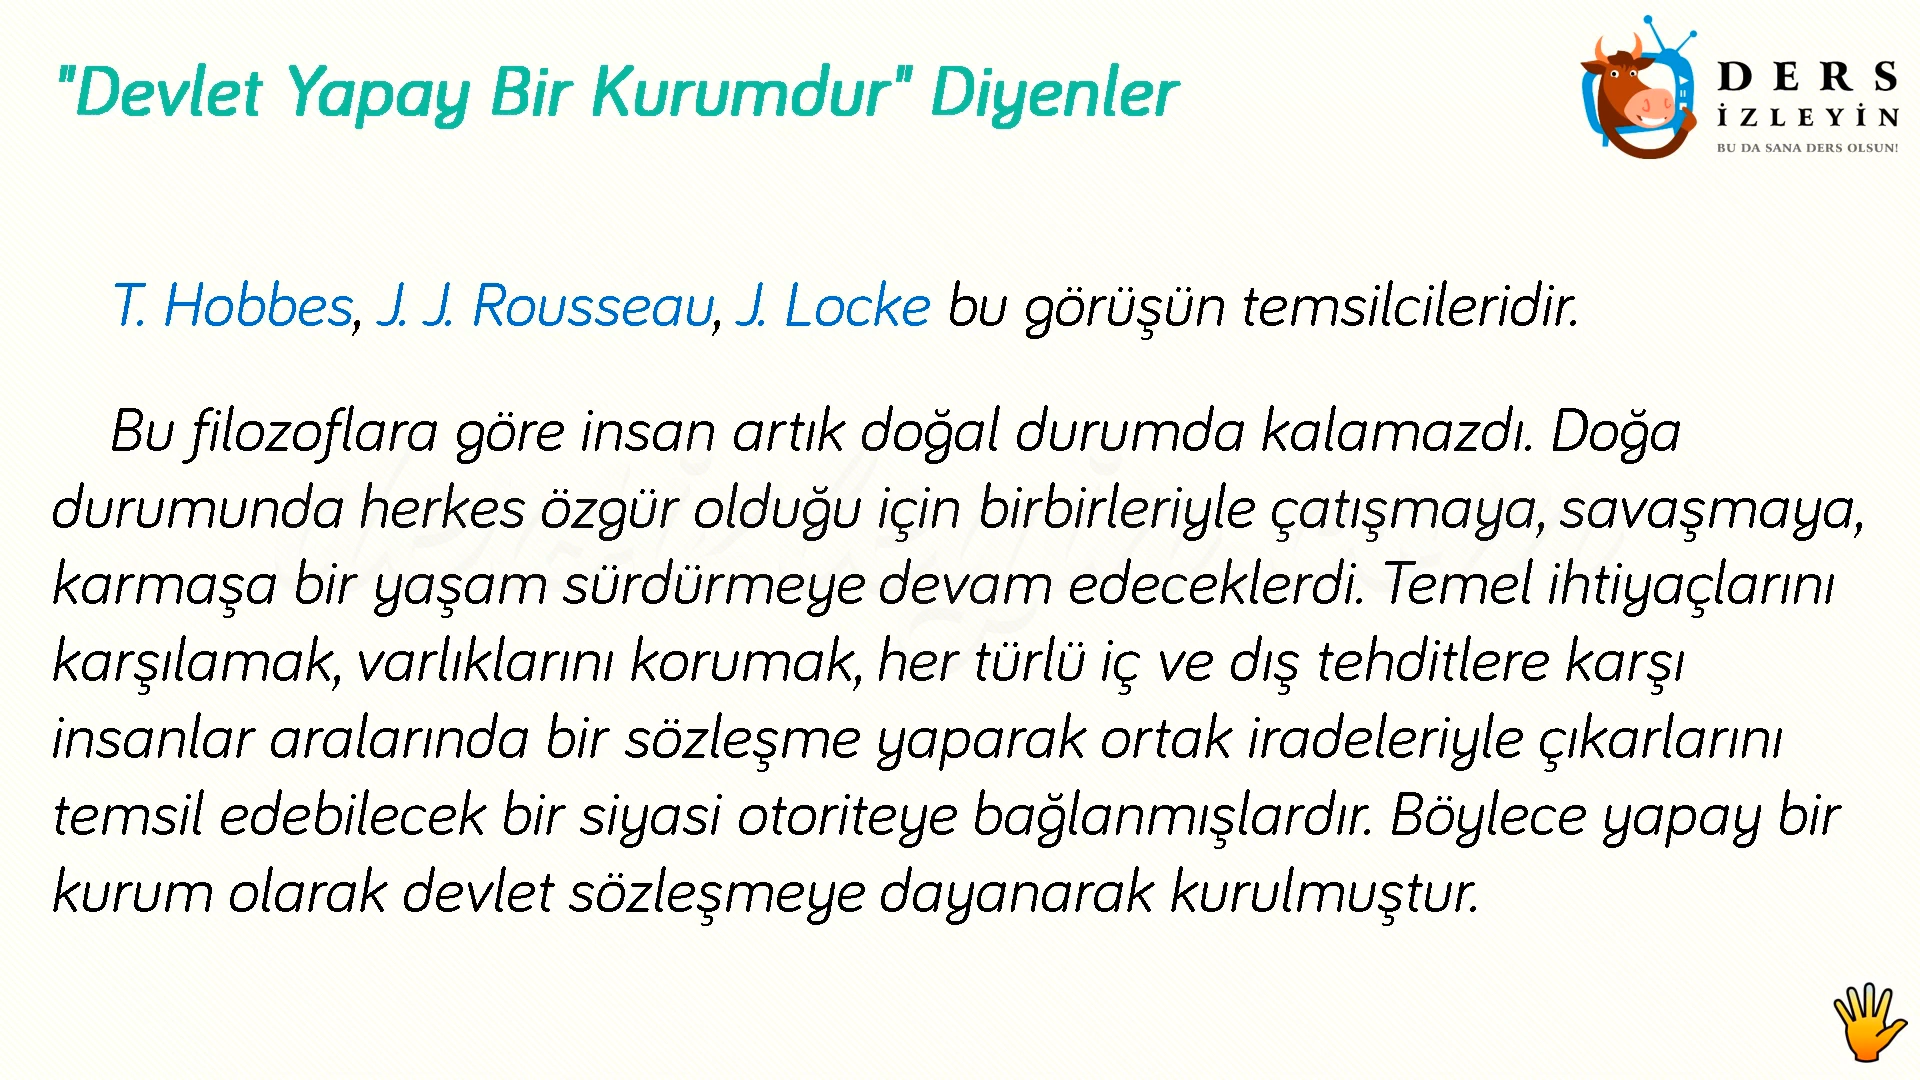 "Devlet Yapay Bir Kurumdur" Diyenler
DERS
İZLEYİN
BU DA SANA DERS OLSUN!
T. Hobbes, J. J. Rousseau, J. Locke bu görüşün temsilcileridir.
Bu filozoflara göre insan artık doğal durumda kalamazdı. Doğa
durumunda herkes özgür olduğu için birbirleriyle çatışmaya, savaşmaya,
karmaşa bir yaşam sürdürmeye devam edeceklerdi. Temel ihtiyaçlarını
karşılamak, varlıklarını korumak, her türlü iç ve dış tehditlere karşı
insanlar aralarında bir sözleşme yaparak ortak iradeleriyle çıkarlarını
temsil edebilecek bir siyasi otoriteye bağlanmışlardır. Böylece yapay bir
kurum olarak devlet sözleşmeye dayanarak kurulmuştur.